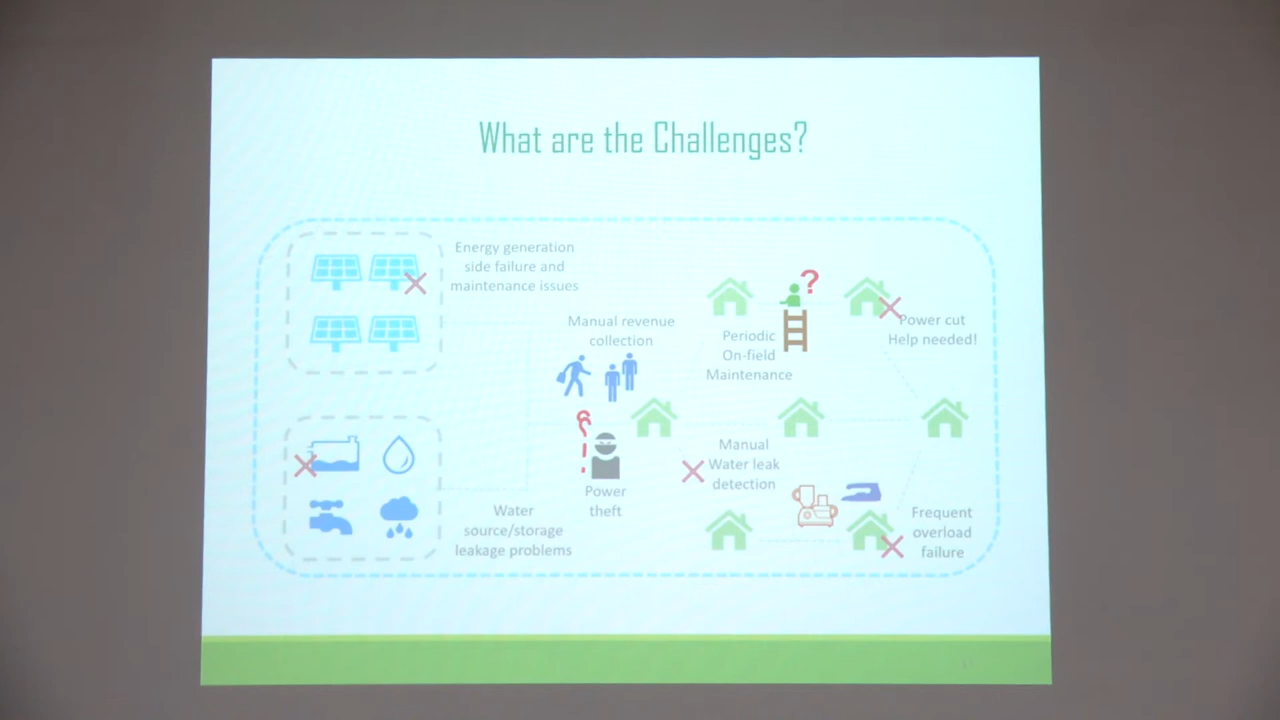 What are the Challenges?
Energy generation
side failure and
maintenance issues
Manual revenue
collection
Periodic
On-field
Maintenance
?
Power cut
Help needed!
Power
theft
Manual
Water leak
detection
Water
source/storage
leakage problems
Frequent
overload
failure